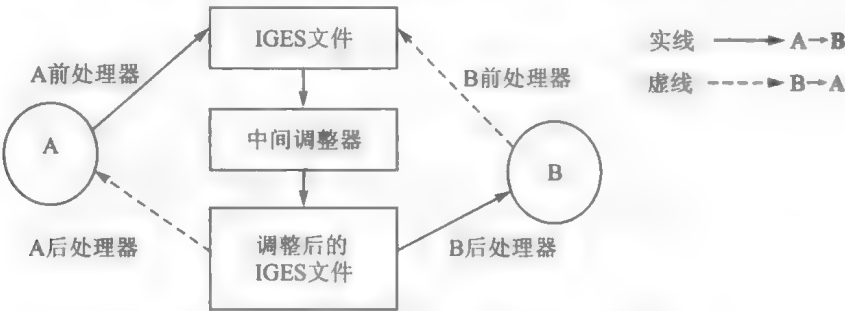 IGES文件
实线 A→B
A前处理器
B前处理器
虚线 B→A
中间调整器
A
B
A后处理器
调整后的
IGES文件
B后处理器